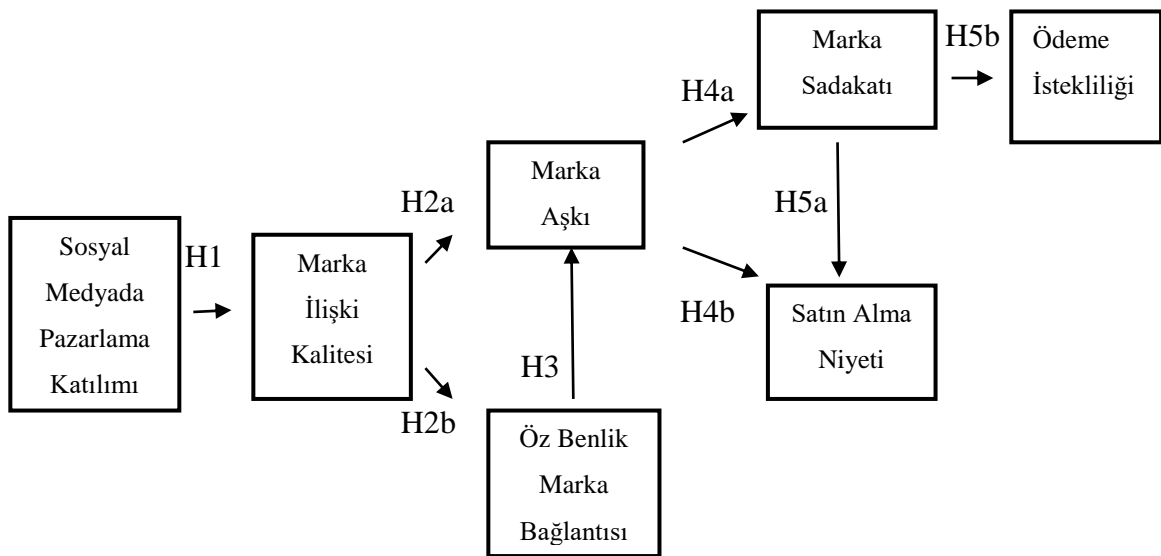 Sosyal
Medyada
Pazarlama
Katılımı
H1
Marka
İlişki
Kalitesi
H2a
H2b
Marka
Aşkı
H3
Öz Benlik
Marka
Bağlantısı
H4a
H4b
Marka
Sadakatı
H5a
Satın Alma
Niyeti
H5b
Ödeme
İstekliliği